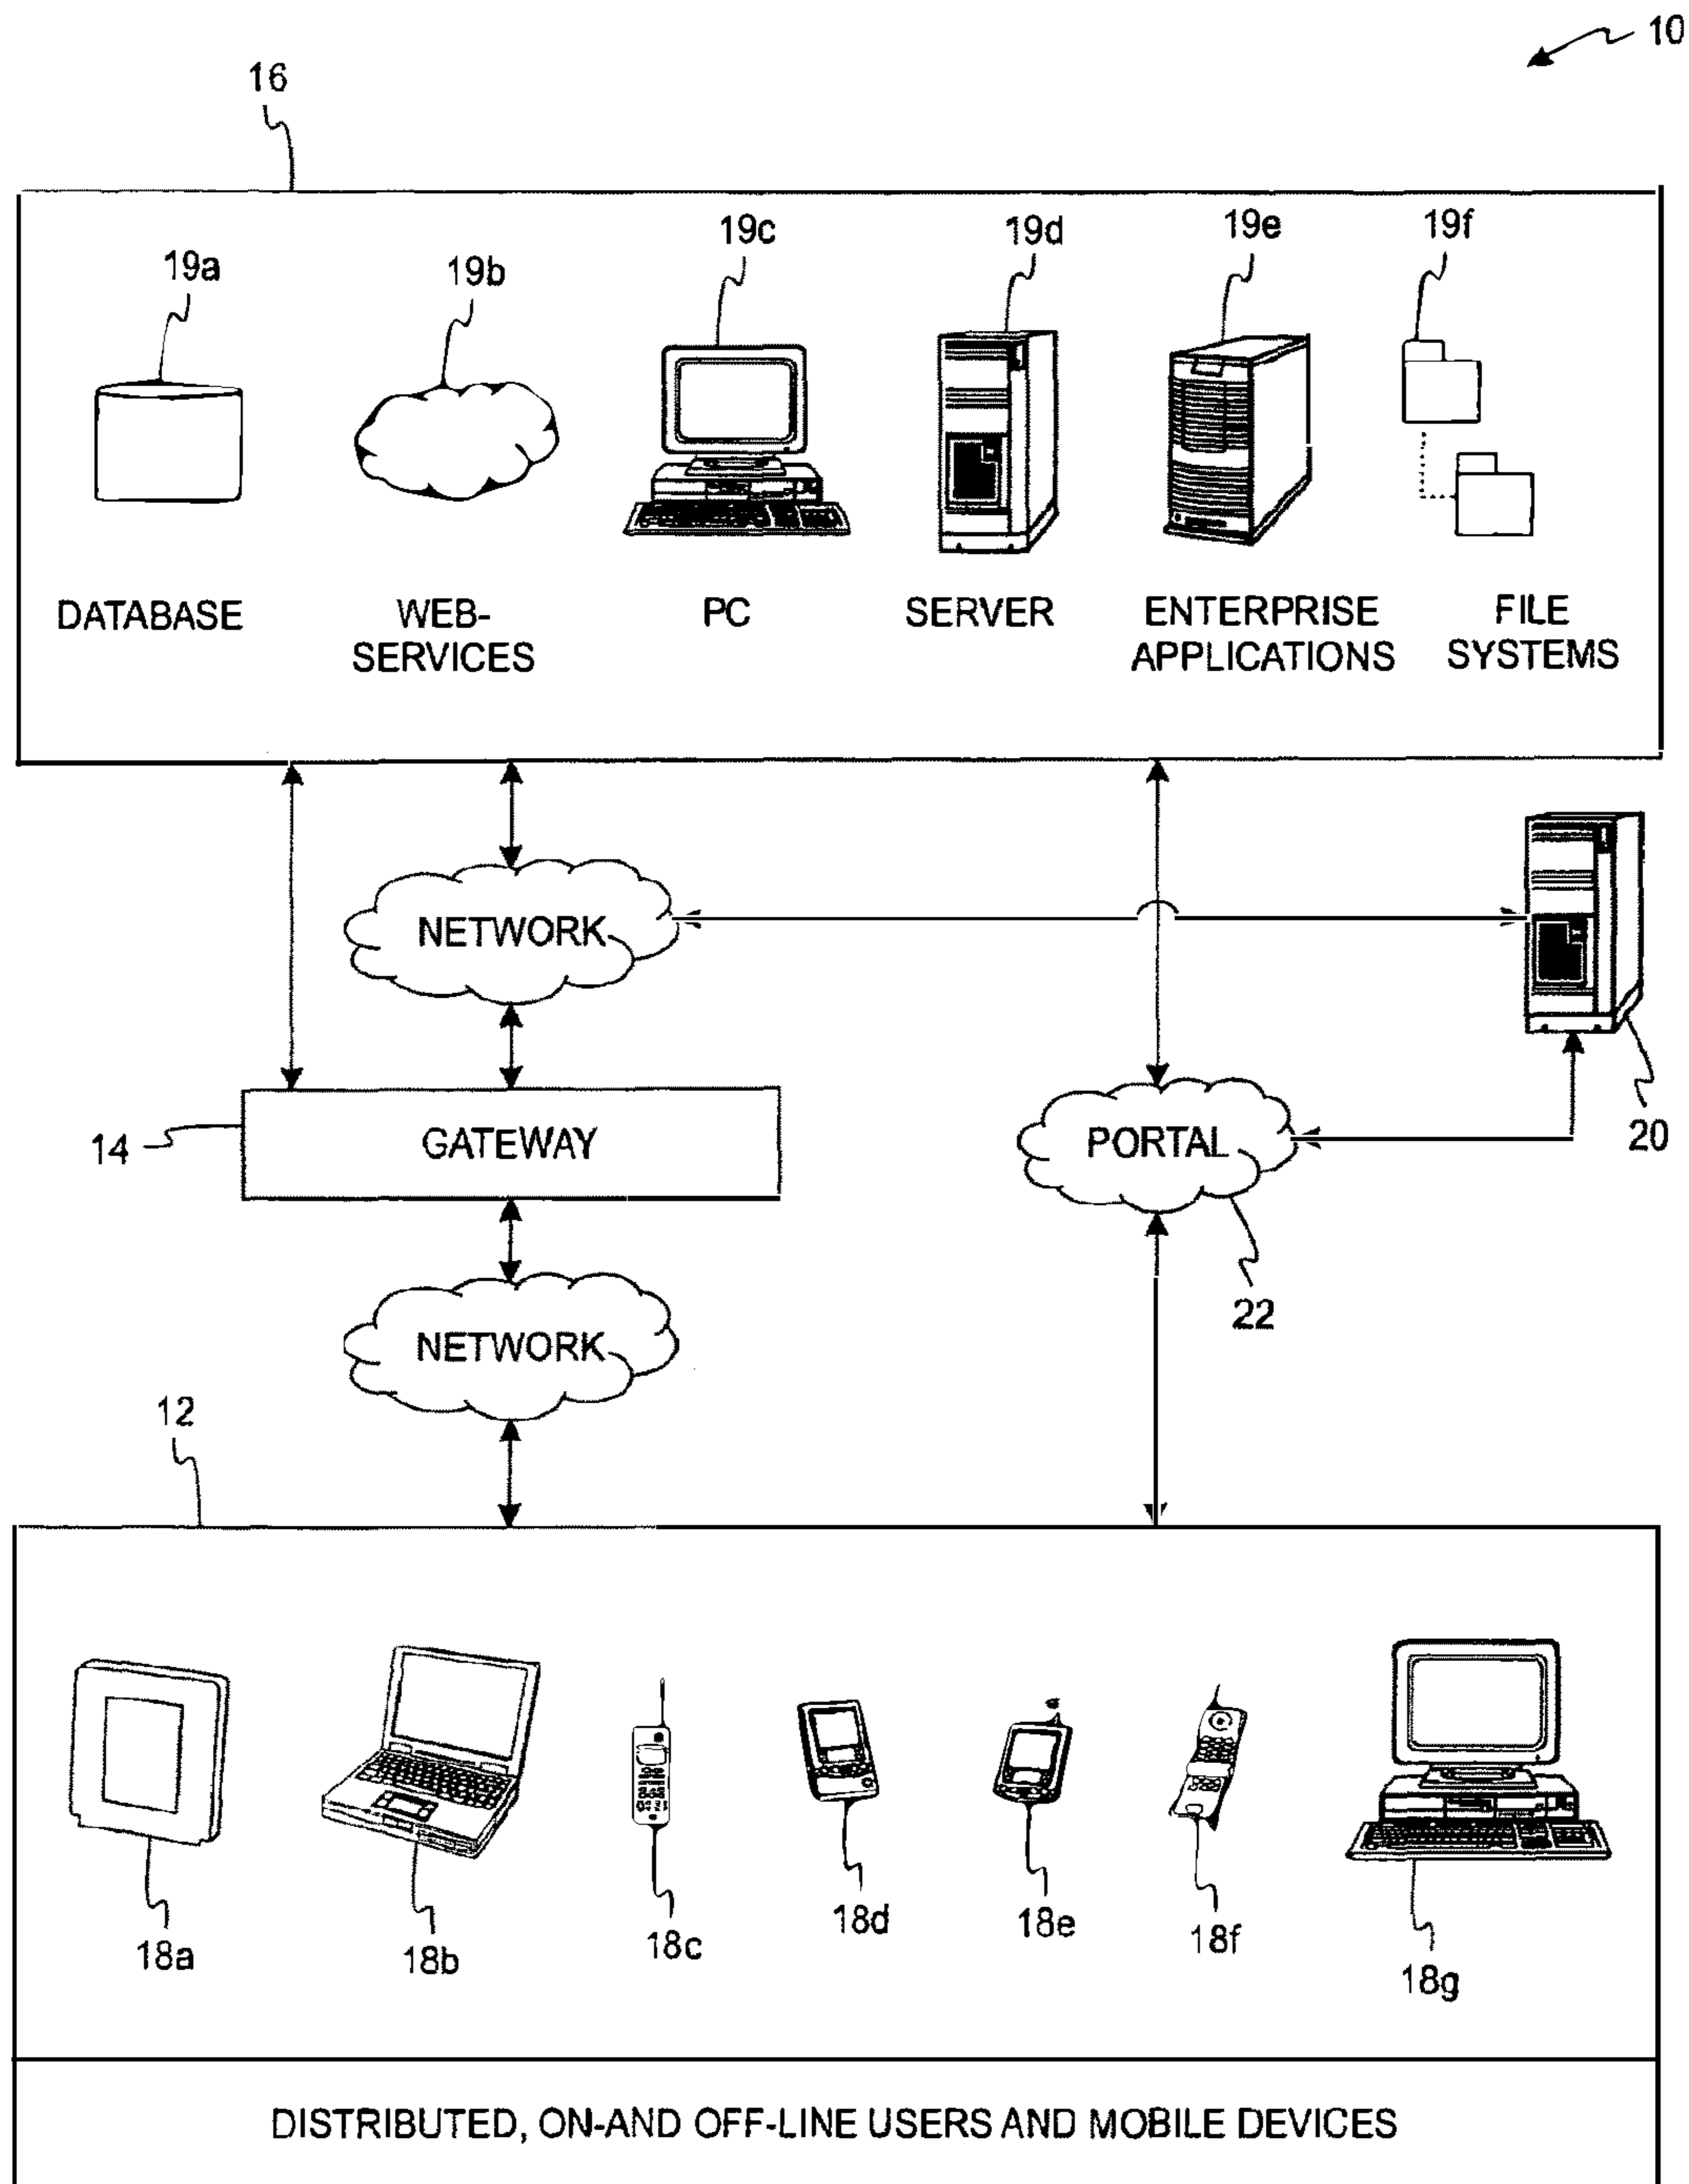 10
16
19a
19b
19c
19d
19e
19f
DATABASE
WEB-
SERVICES
PC
SERVER
ENTERPRISE
APPLICATIONS
FILE
SYSTEMS
NETWORK
20
14
GATEWAY
PORTAL
22
NETWORK
12
18a
18b
18c
18d
18e
18f
18g
DISTRIBUTED, ON-AND OFF-LINE USERS AND MOBILE DEVICES